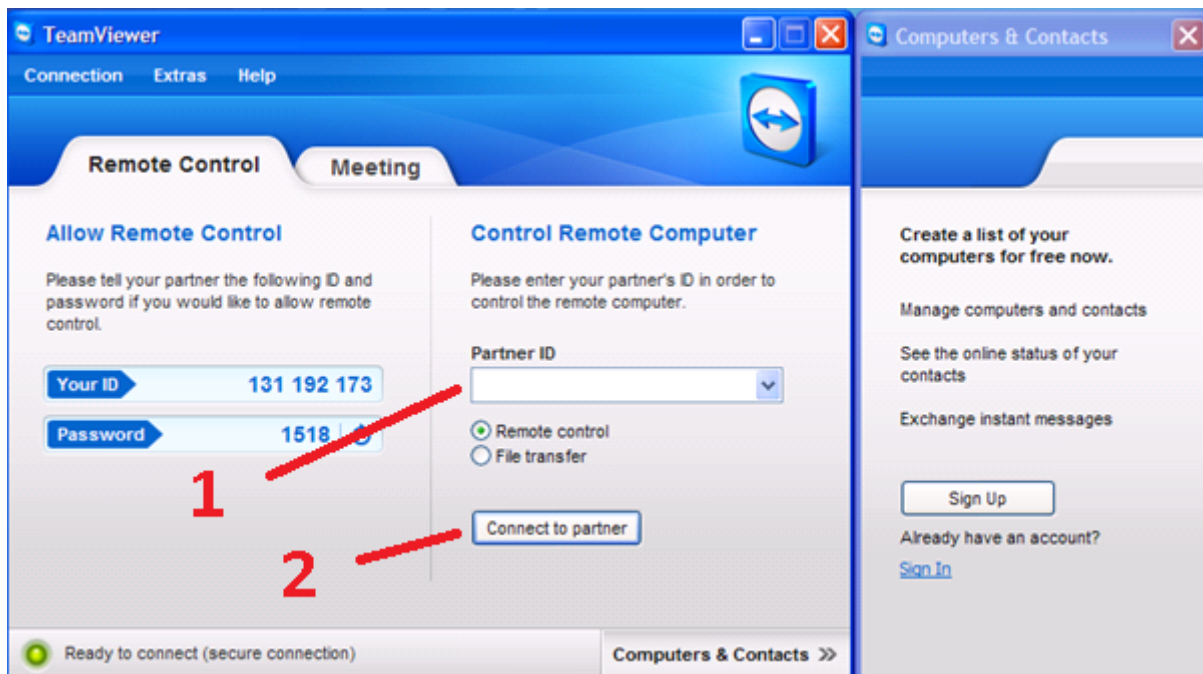 TeamViewer
Connection Extras Help
Remote Control
Meeting
Allow Remote Control
Please tell your partner the following ID and
password if you would like to allow remote
control.
Your ID
131 192 173
Password
1518
1
2
Control Remote Computer
Please enter your partner's ID in order to
control the remote computer.
Partner ID
Remote control
File transfer
Connect to partner
Ready to connect (secure connection)
Computers & Contacts >>
Computers & Contacts
Create a list of your
computers for free now.
Manage computers and contacts
See the online status of your
contacts
Exchange instant messages
Sign Up
Already have an account?
Sign In